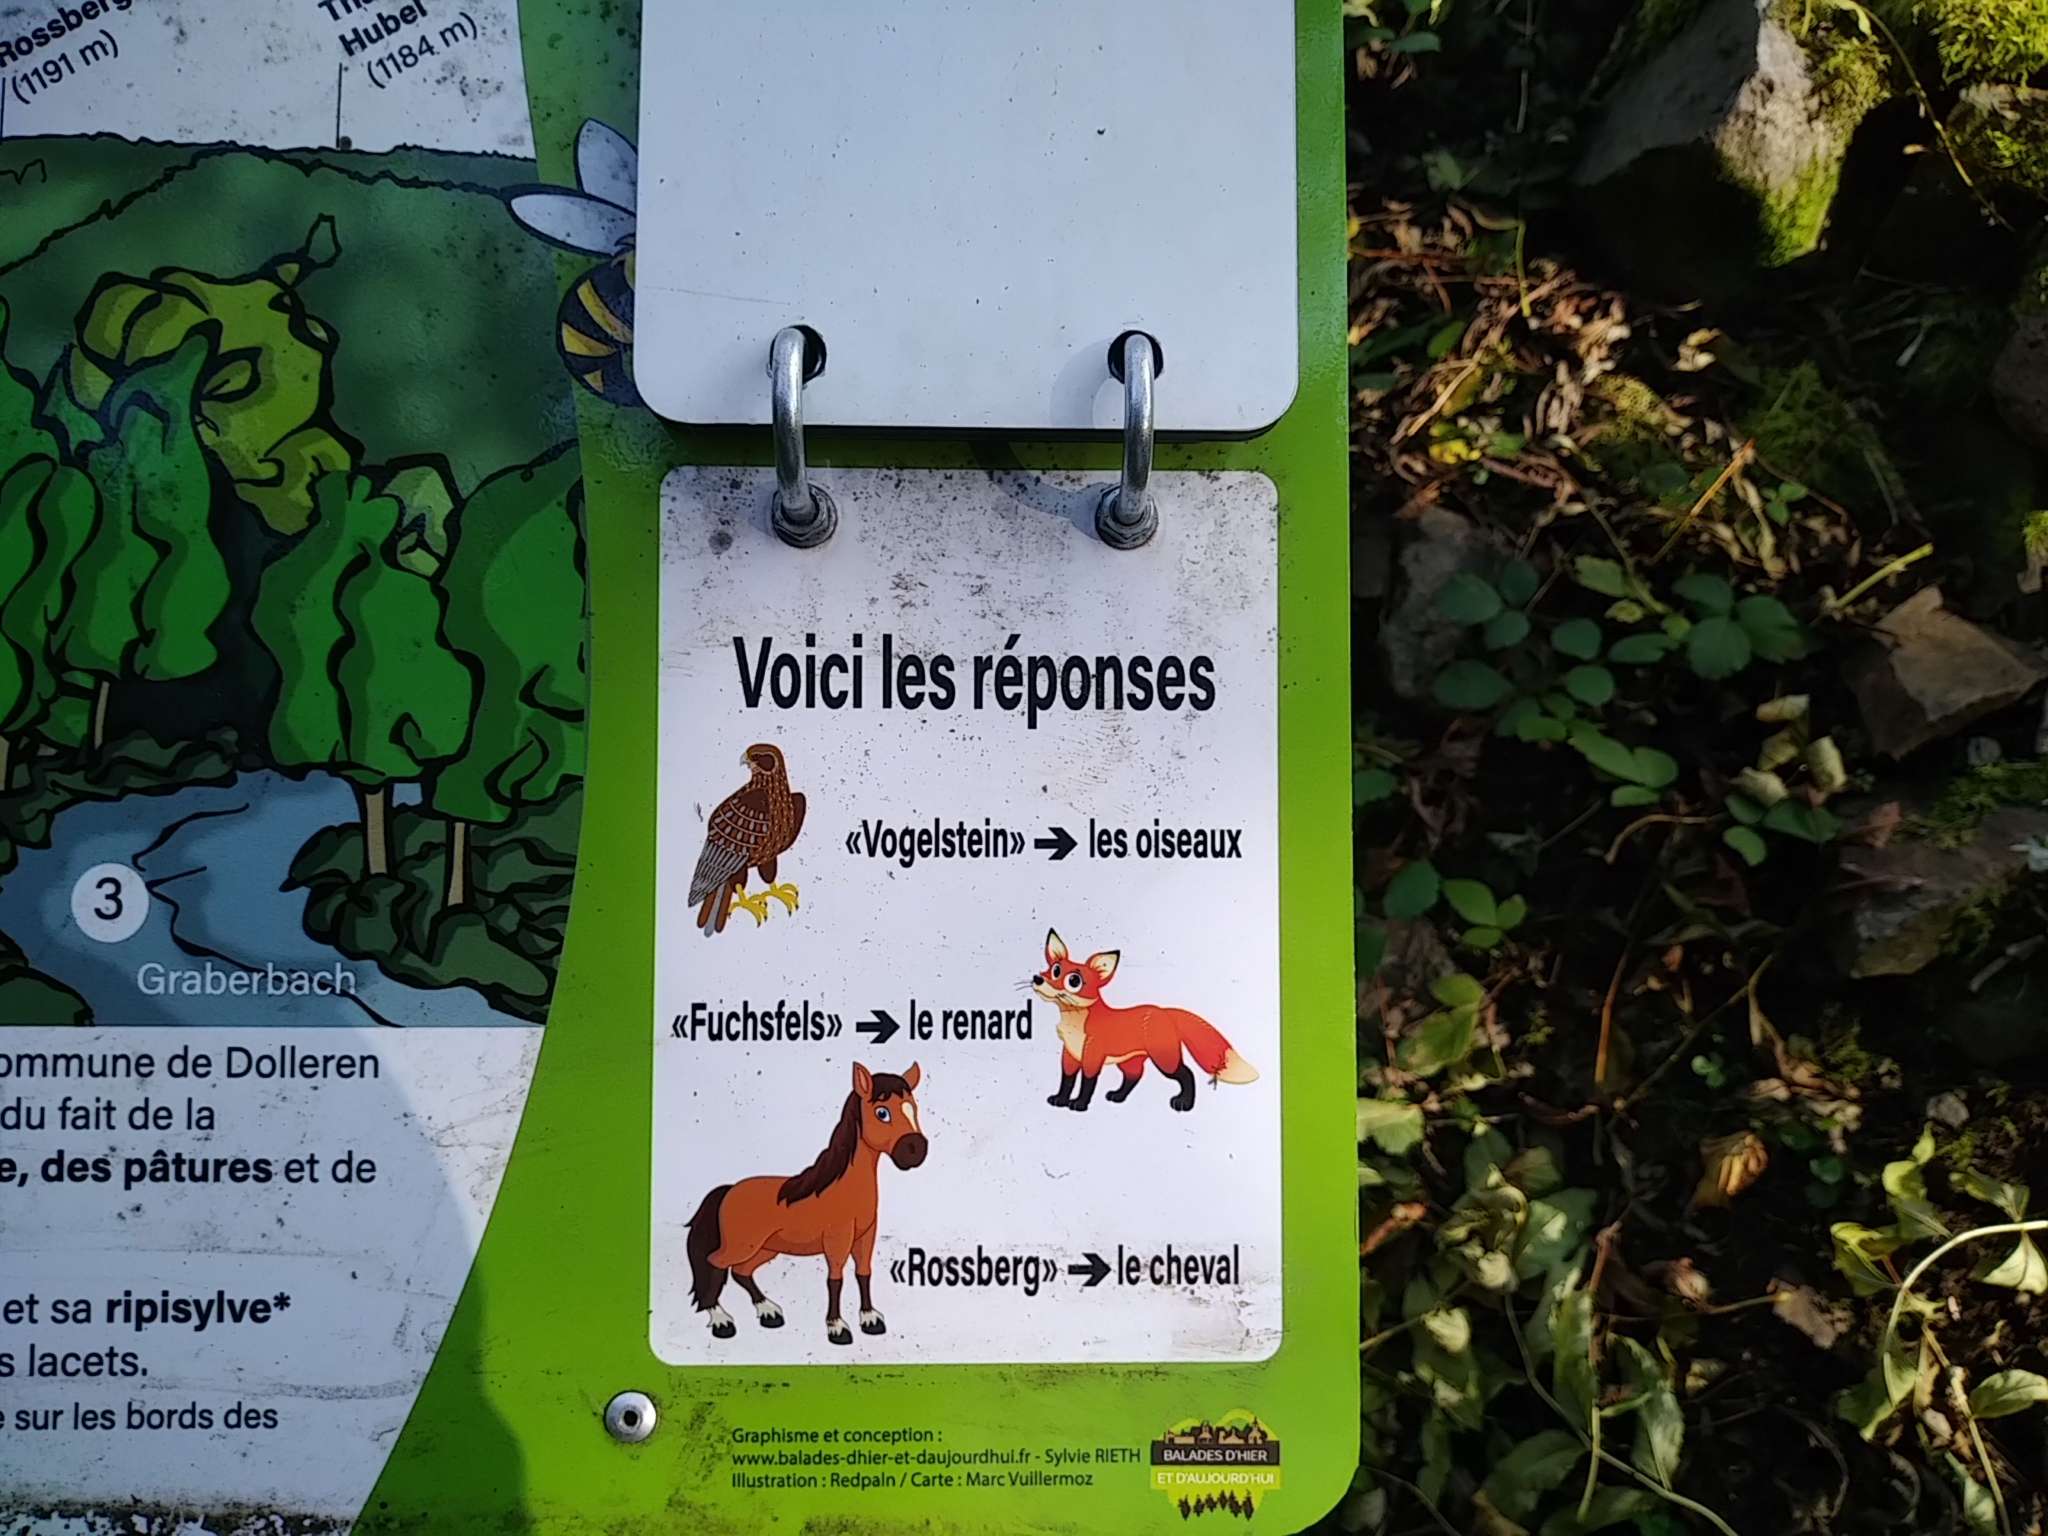 Rossberg
(1191 m)
Hubel
(1184 m)
Voici les réponses
«Vogelstein» ➔ les oiseaux
«Fuchsfels» ➔ le renard
«Rossberg» ➔ le cheval
3
Graberbach
ommune de Dolleren
du fait de la
e, des pâtures et de
et sa ripisylve*
s lacets.
e sur les bords des
Graphisme et conception :
www.balades-dhier-et-daujourdhui.fr - Sylvie RIETH
Illustration : Redpaln / Carte : Marc Vuillermoz
BALADES D'HIER
ET D'AUJOURD'HUI